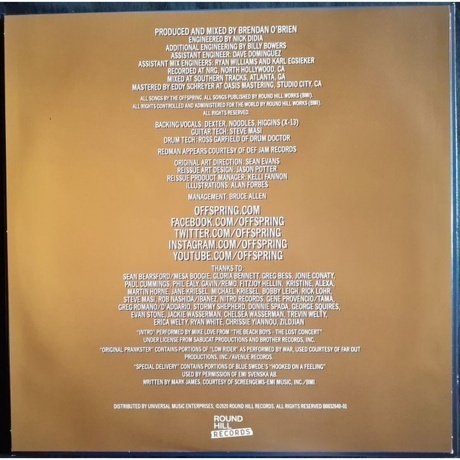 PRODUCED AND MIXED BY BRENDAN O'BRIEN
ENGINEERED BY NICK DIDIA
ADDITIONAL ENGINEERING BY BILLY BOWERS
ASSISTANT ENGINEER: DAVE DOMINGUEZ
ASSISTANT MIX ENGINEERS: RYAN WILLIAMS AND KARL EGSIEKER
RECORDED AT NRG, NORTH HOLLYWOOD, CA
MIXED AT SOUTHERN TRACKS, ATLANTA, GA
MASTERED BY EDDY SCHREYER AT OASIS MASTERING, STUDIO CITY, CA
ALL SONGS BY THE OFFSPRING. ALL SONGS PUBLISHED BY ROUND HILL WORKS (BMI)
ALL RIGHTS CONTROLLED AND ADMINISTERED FOR THE WORLD BY ROUND HILL WORKS (BMI)
ALL RIGHTS RESERVED
BACKING VOCALS: DEXTER, NOODLES, HIGGINS (X-13)
GUITAR TECH: STEVE MASI
DRUM TECH: ROSS GARFIELD OF DRUM DOCTOR
REDMAN APPEARS COURTESY OF DEF JAM RECORDS
ORIGINAL ART DIRECTION: SEAN EVANS
REISSUE ART DESIGN: JASON POTTER
REISSUE PRODUCT MANAGER: KELLI FANNON
ILLUSTRATIONS: ALAN FORBES
MANAGEMENT: BRUCE ALLEN
OFFSPRING.COM
FACEBOOK.COM/OFFSPRING
TWITTER.COM/OFFSPRING
INSTAGRAM.COM/OFFSPRING
YOUTUBE.COM/OFFSPRING
THANKS TO:
SEAN BEARSFORD/MESA BOOGIE, GLORIA BENNETT, GREG BESS, JONIE CONATY,
PAUL CUMMINGS, PHIL EALY, GAVIN/REMO, FITZJOY HELLIN, KRISTINE, ALEXA,
MARTIN HORNE, JANE KRIESEL, MICHAEL KRIESEL, BOBBY LEIGH, RICK LOHR,
STEVE MASI, ROB NASHIDA/IBANEZ, NITRO RECORDS, GENE PROVENCIO/TAMA,
GREG ROMANO/D'ADDARIO, STORMY SHEPHERD, DONNIE SPADA, GEORGE SQUIRES,
EVAN STONE, JACKIE WASSERMAN, CHELSEA WASSERMAN, TREVIN WELTY,
ERICA WELTY, RYAN WHITE, CHRISSIE YIANNOU, ZILDJIAN
"INTRO" PERFORMED BY MIKE LOVE FROM "THE BEACH BOYS - THE LOST CONCERT"
UNDER LICENSE FROM SABUCAT PRODUCTIONS AND BROTHER RECORDS, INC.
"ORIGINAL PRANKSTER" CONTAINS PORTIONS OF "LOW RIDER" AS PERFORMED BY WAR, USED COURTESY OF FAR OUT
PRODUCTIONS, INC./AVENUE RECORDS.
"SPECIAL DELIVERY" CONTAINS PORTIONS OF BLUE SWEDE'S "HOOKED ON A FEELING"
USED BY PERMISSION OF EMI SVENSKA AB.
WRITTEN BY MARK JAMES, COURTESY OF SCREENGEMS-EMI MUSIC, INC./BMI
DISTRIBUTED BY UNIVERSAL MUSIC ENTERPRISES. ©2020 ROUND HILL RECORDS. ALL RIGHTS RESERVED
ROUND
HILL
RECORDS